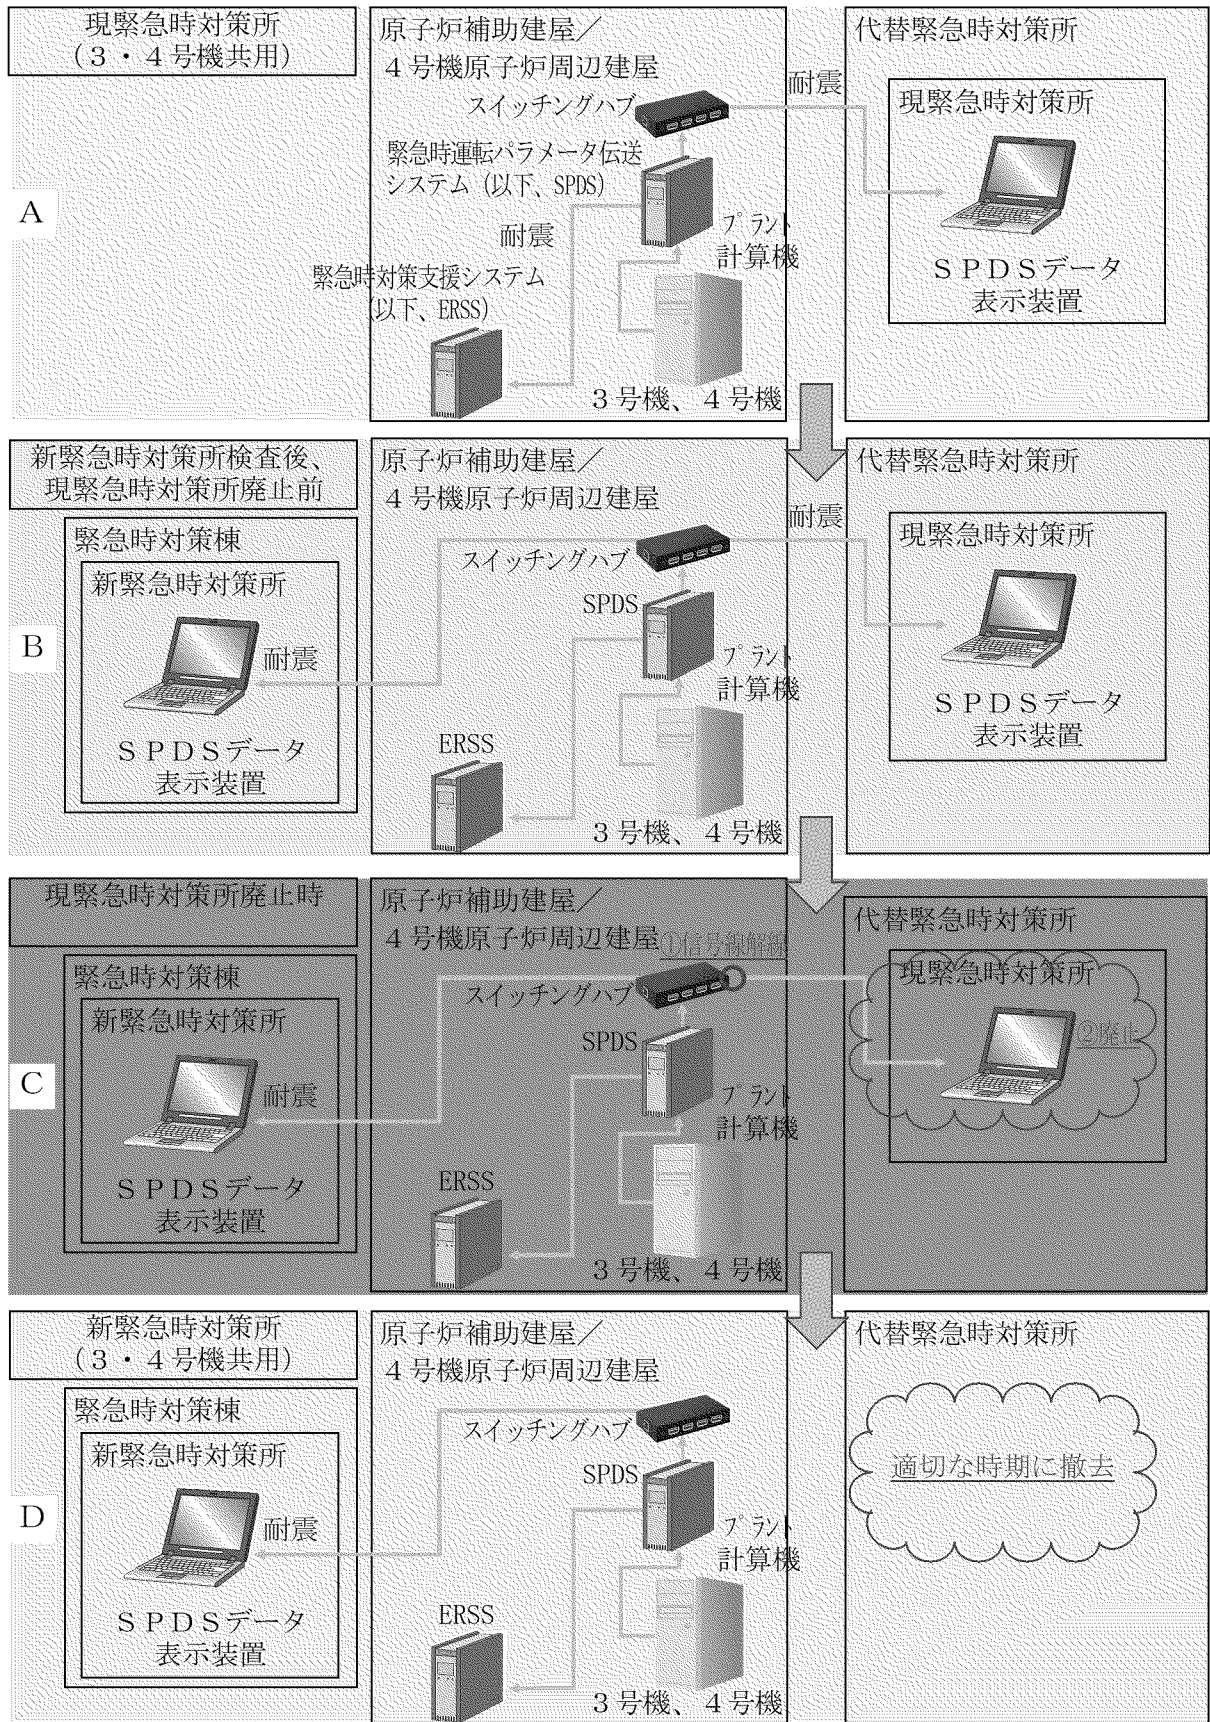 現緊急時対策所
（３・４号機共用）
原子炉補助建屋／
４号機原子炉周辺建屋
代替緊急時対策所
スイッチングハブ
耐震
現緊急時対策所
緊急時運転パラメータ伝送
システム（以下、SPDS）
A
耐震
プラント
計算機
緊急時対策支援システム
（以下、ERSS）
ＳＰＤＳデータ
表示装置
３号機、４号機
新緊急時対策所検査後、
現緊急時対策所廃止前
原子炉補助建屋／
４号機原子炉周辺建屋
代替緊急時対策所
緊急時対策棟
新緊急時対策所
スイッチングハブ
耐震
現緊急時対策所
SPDS
B
耐震
プラント
計算機
ＳＰＤＳデータ
表示装置
ERSS
ＳＰＤＳデータ
表示装置
３号機、４号機
現緊急時対策所廃止時
原子炉補助建屋／
４号機原子炉周辺建屋
①信号線解線
代替緊急時対策所
緊急時対策棟
新緊急時対策所
スイッチングハブ
現緊急時対策所
SPDS
②廃止
C
耐震
プラント
計算機
ＳＰＤＳデータ
表示装置
ERSS
３号機、４号機
新緊急時対策所
（３・４号機共用）
原子炉補助建屋／
４号機原子炉周辺建屋
代替緊急時対策所
緊急時対策棟
新緊急時対策所
スイッチングハブ
SPDS
適切な時期に撤去
D
耐震
プラント
計算機
ＳＰＤＳデータ
表示装置
ERSS
３号機、４号機